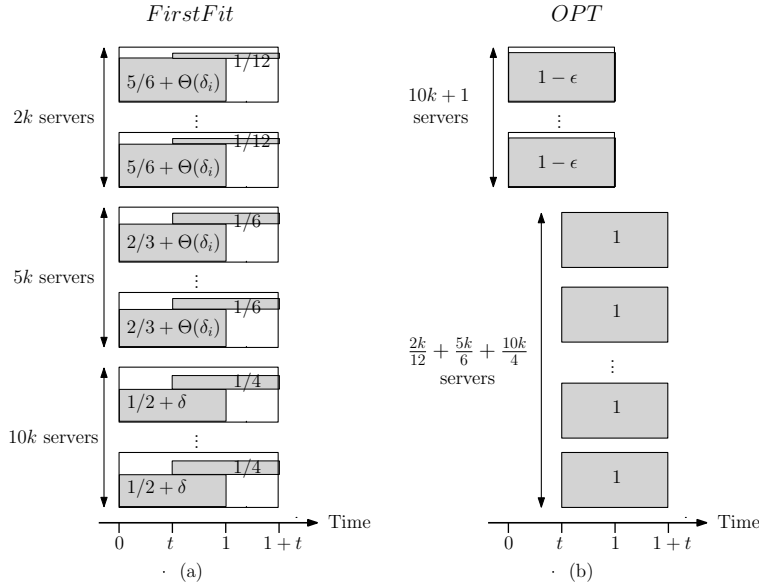 FirstFit
1/12
5/6 + Θ(δ_i)
⋮
2k servers
1/12
5/6 + Θ(δ_i)
1/6
2/3 + Θ(δ_i)
5k servers
⋮
1/6
2/3 + Θ(δ_i)
1/4
1/2 + δ
10k servers
⋮
1/4
1/2 + δ
Time
0 t 1 1 + t
(a)
OPT
1 − ϵ
10k + 1
servers
⋮
1 − ϵ
1
1
2k/12 + 5k/6 + 10k/4
servers
⋮
1
1
Time
0 t 1 1 + t
(b)